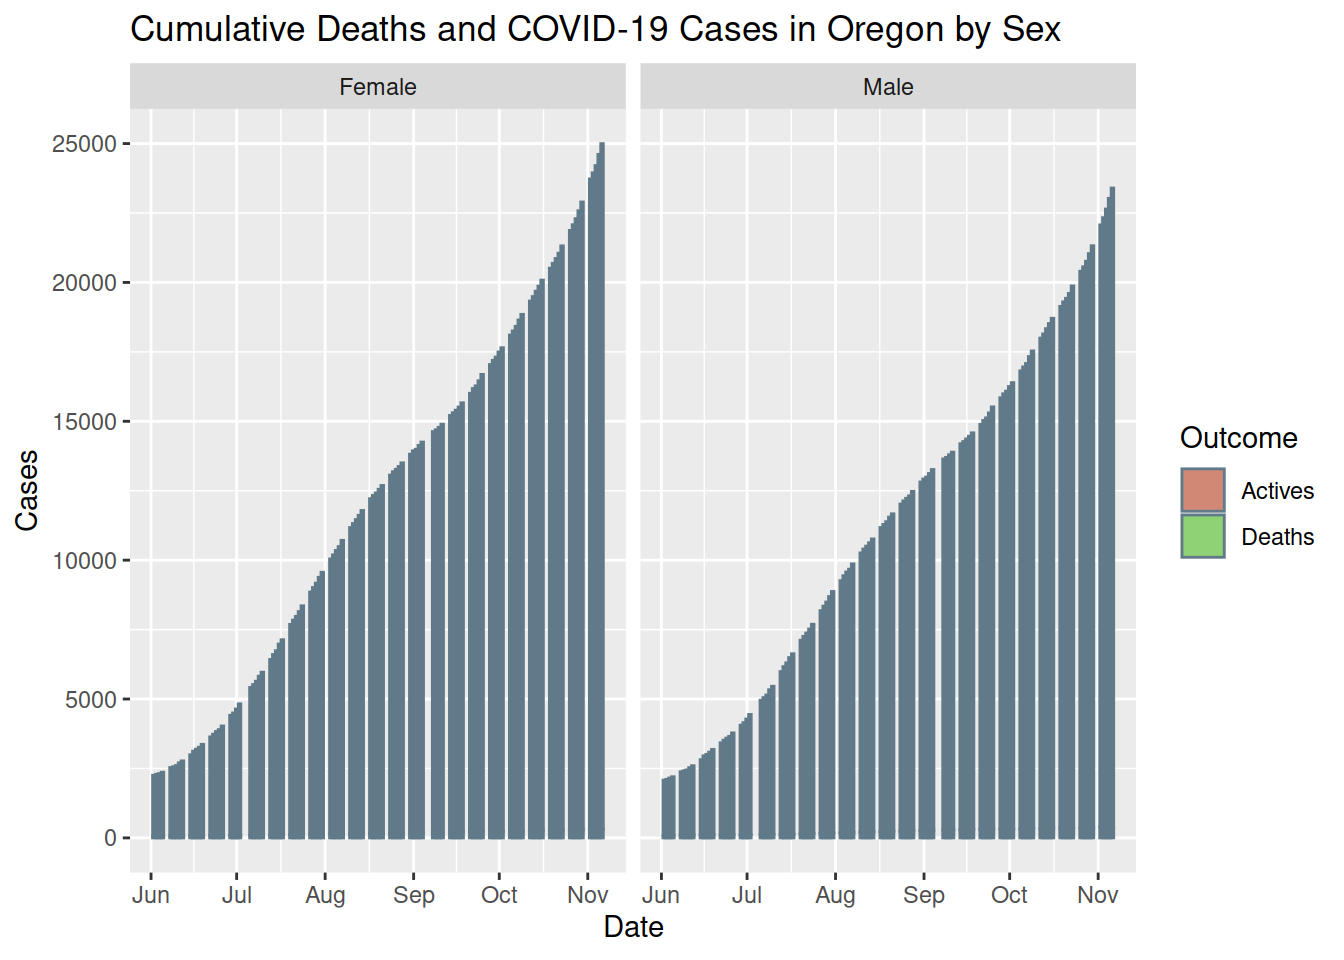 Cumulative Deaths and COVID-19 Cases in Oregon by Sex
Female
Male
25000
20000
15000
10000
5000
0
Cases
Jun Jul Aug Sep Oct Nov
Jun Jul Aug Sep Oct Nov
Date
Outcome
Actives
Deaths